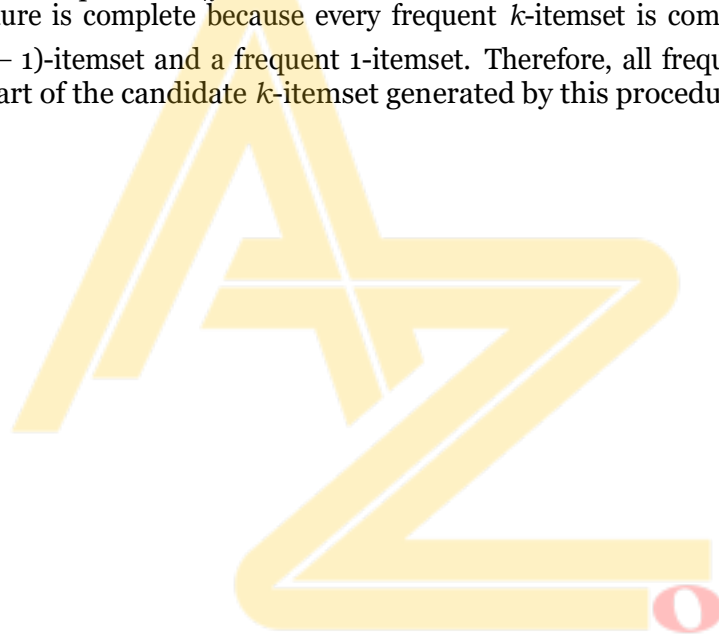 ure is complete because every frequent k-itemset is com
– 1)-itemset and a frequent 1-itemset. Therefore, all frequ
art of the candidate k-itemset generated by this procedu
AZ